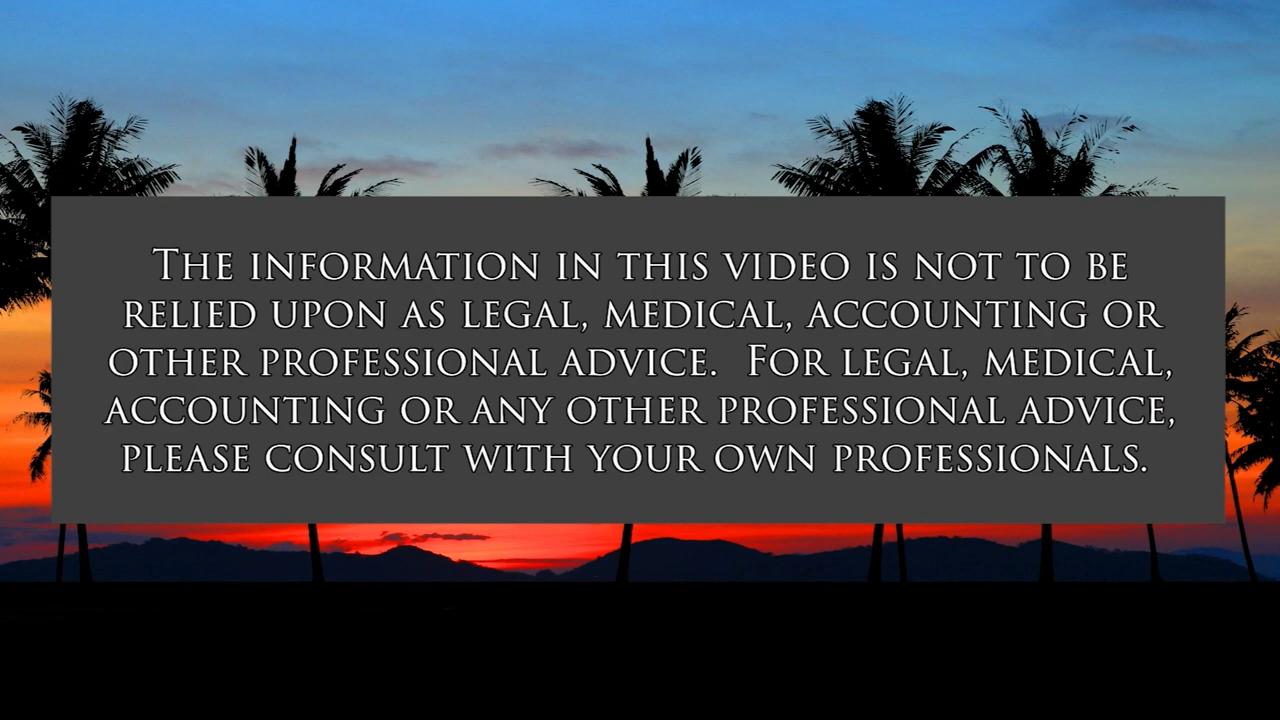 The information in this video is not to be
relied upon as legal, medical, accounting or
other professional advice.  For legal, medical,
accounting or any other professional advice,
please consult with your own professionals.